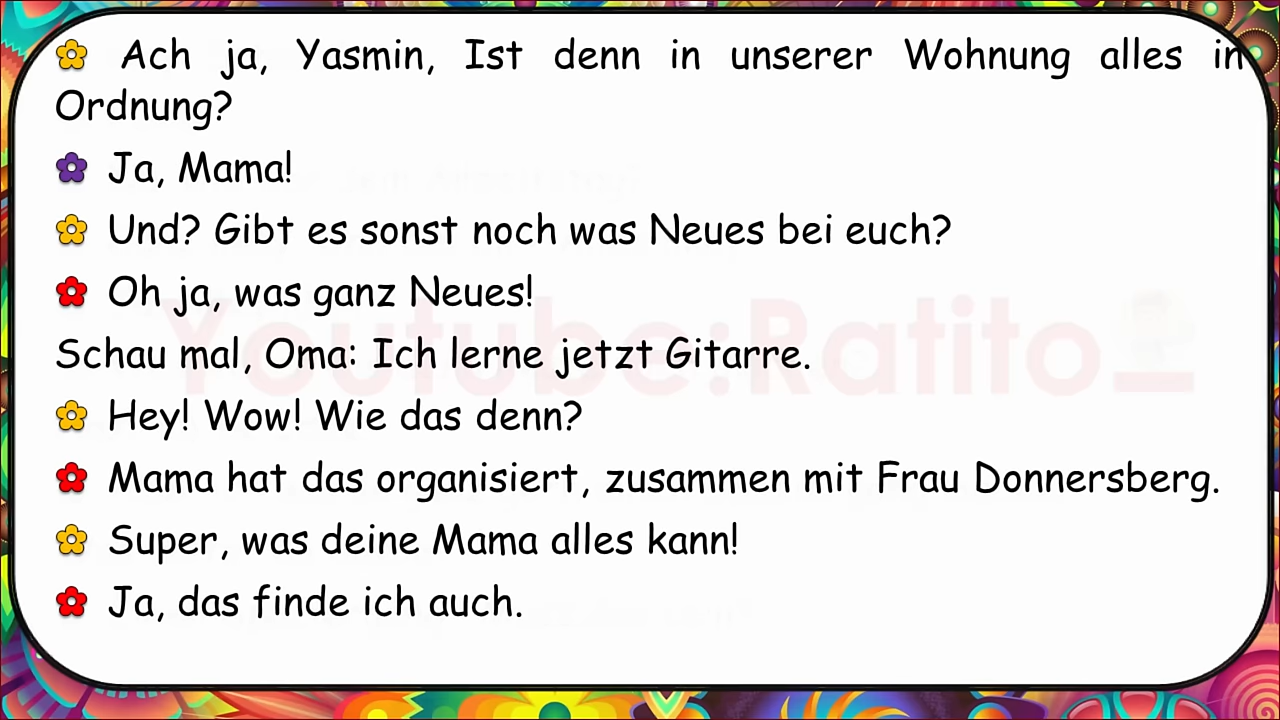 Ach ja, Yasmin, Ist denn in unserer Wohnung alles in
Ordnung?
Ja, Mama!
Und? Gibt es sonst noch was Neues bei euch?
Oh ja, was ganz Neues!
Youtube:Ratito
Schau mal, Oma: Ich lerne jetzt Gitarre.
Hey! Wow! Wie das denn?
Mama hat das organisiert, zusammen mit Frau Donnersberg.
Super, was deine Mama alles kann!
Ja, das finde ich auch.